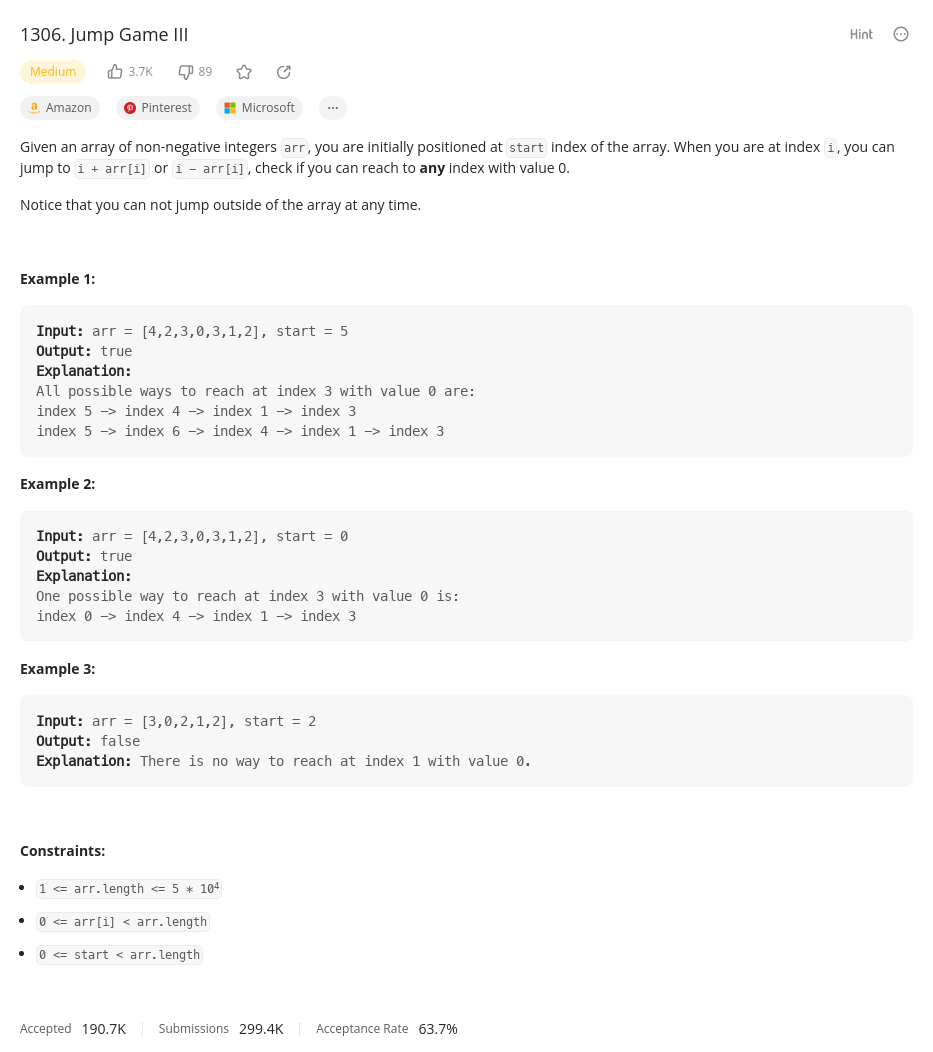 1306. Jump Game III
Hint
Medium
3.7K
89
Amazon
Pinterest
Microsoft
Given an array of non-negative integers arr, you are initially positioned at start index of the array. When you are at index i, you can
jump to i + arr[i] or i - arr[i], check if you can reach to any index with value 0.
Notice that you can not jump outside of the array at any time.
Example 1:
Input: arr = [4,2,3,0,3,1,2], start = 5
Output: true
Explanation:
All possible ways to reach at index 3 with value 0 are:
index 5 -> index 4 -> index 1 -> index 3
index 5 -> index 6 -> index 4 -> index 1 -> index 3
Example 2:
Input: arr = [4,2,3,0,3,1,2], start = 0
Output: true
Explanation:
One possible way to reach at index 3 with value 0 is:
index 0 -> index 4 -> index 1 -> index 3
Example 3:
Input: arr = [3,0,2,1,2], start = 2
Output: false
Explanation: There is no way to reach at index 1 with value 0.
Constraints:
1 <= arr.length <= 5 * 10⁴
0 <= arr[i] < arr.length
0 <= start < arr.length
Accepted 190.7K Submissions 299.4K Acceptance Rate 63.7%